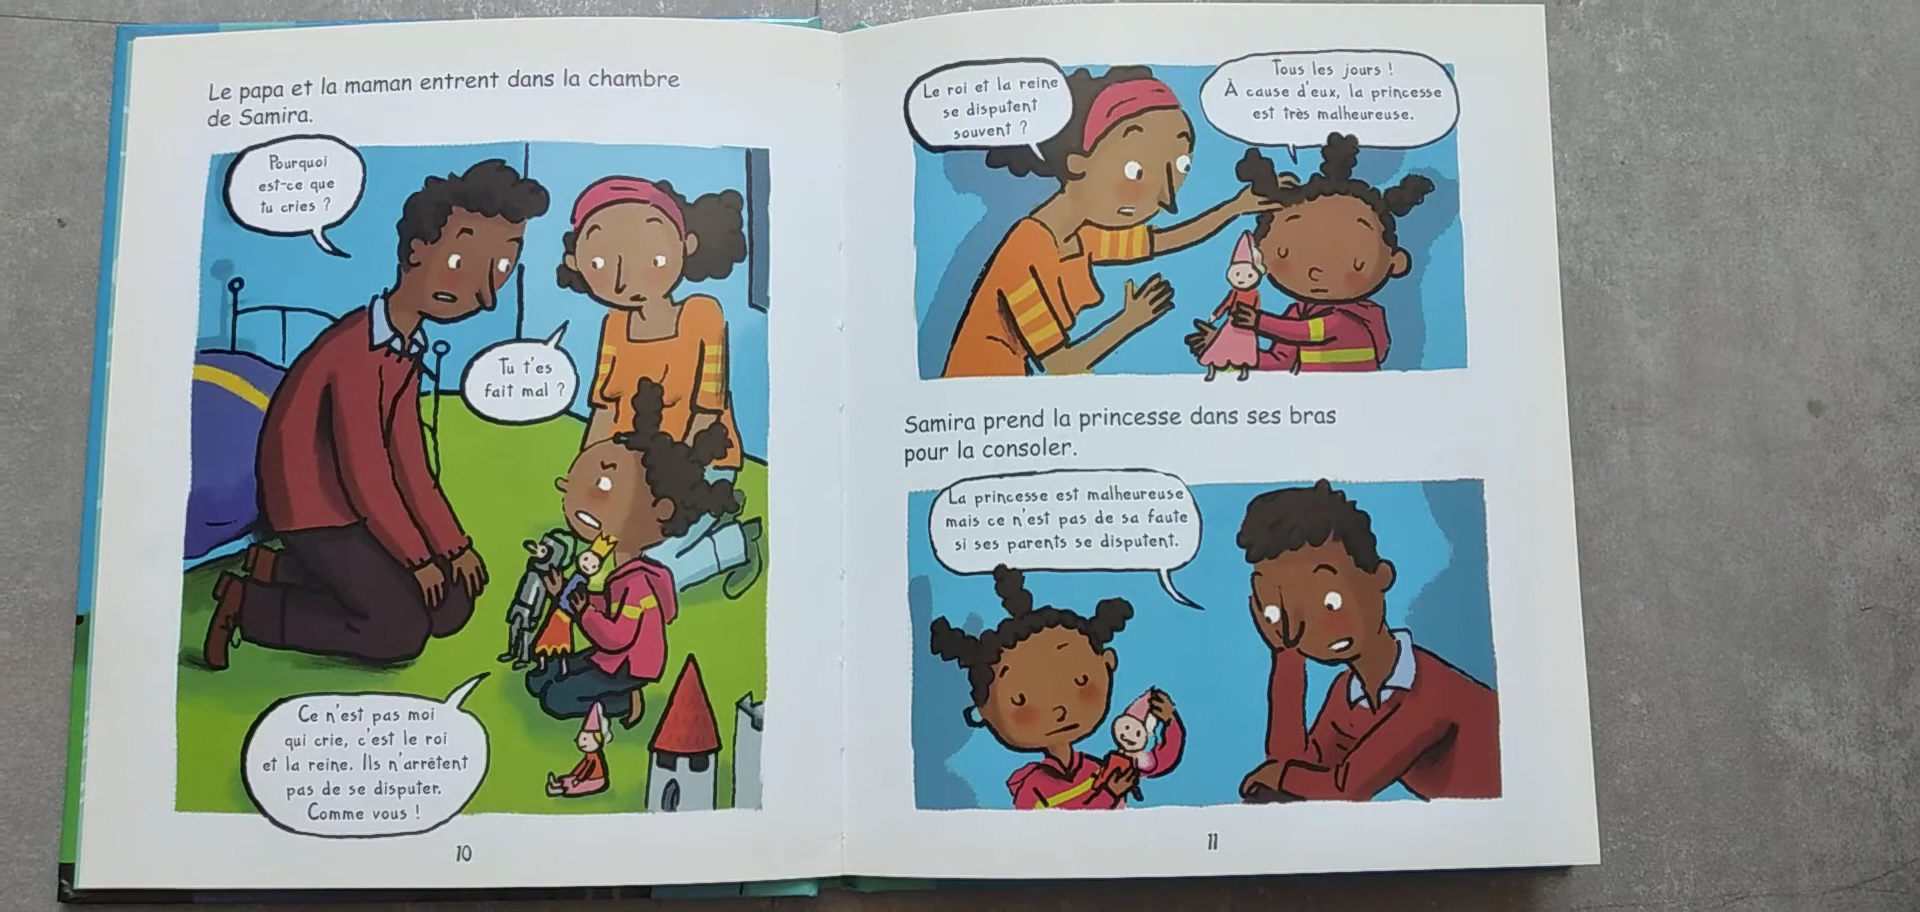 Le papa et la maman entrent dans la chambre
de Samira.
Pourquoi
est-ce que
tu cries ?
Tu t'es
fait mal ?
Ce n'est pas moi
qui crie, c'est le roi
et la reine. Ils n'arrêtent
pas de se disputer.
Comme vous !
10
Le roi et la reine
se disputent
souvent ?
Tous les jours !
À cause d'eux, la princesse
est très malheureuse.
Samira prend la princesse dans ses bras
pour la consoler.
La princesse est malheureuse
mais ce n'est pas de sa faute
si ses parents se disputent.
11